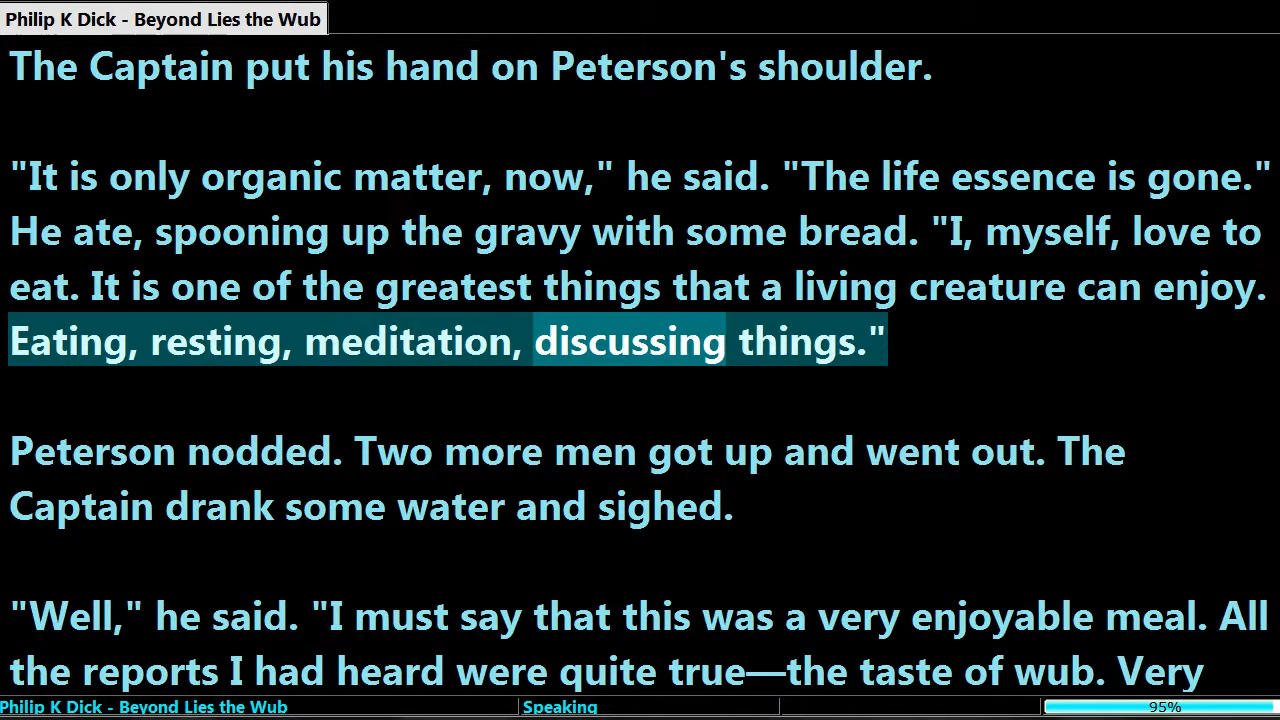 Philip K Dick - Beyond Lies the Wub
The Captain put his hand on Peterson's shoulder.
"It is only organic matter, now," he said. "The life essence is gone."
He ate, spooning up the gravy with some bread. "I, myself, love to
eat. It is one of the greatest things that a living creature can enjoy.
Eating, resting, meditation, discussing things."
Peterson nodded. Two more men got up and went out. The
Captain drank some water and sighed.
"Well," he said. "I must say that this was a very enjoyable meal. All
the reports I had heard were quite true—the taste of wub. Very
Philip K Dick - Beyond Lies the Wub Speaking 95%